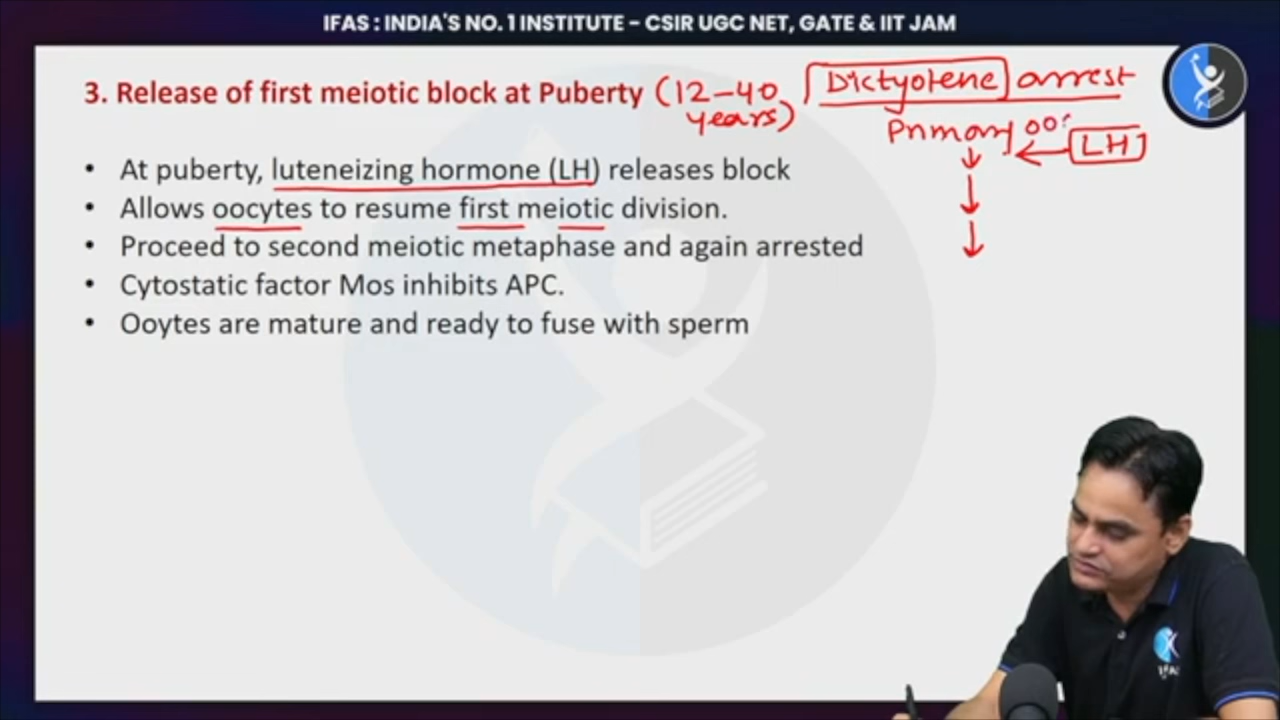 IFAS : INDIA'S NO. 1 INSTITUTE - CSIR UGC NET, GATE & IIT JAM
3. Release of first meiotic block at Puberty (12-40 years)
Dictyotene arrest
Primary oo
LH
• At puberty, luteneizing hormone (LH) releases block
• Allows oocytes to resume first meiotic division.
• Proceed to second meiotic metaphase and again arrested
• Cytostatic factor Mos inhibits APC.
• Ooytes are mature and ready to fuse with sperm